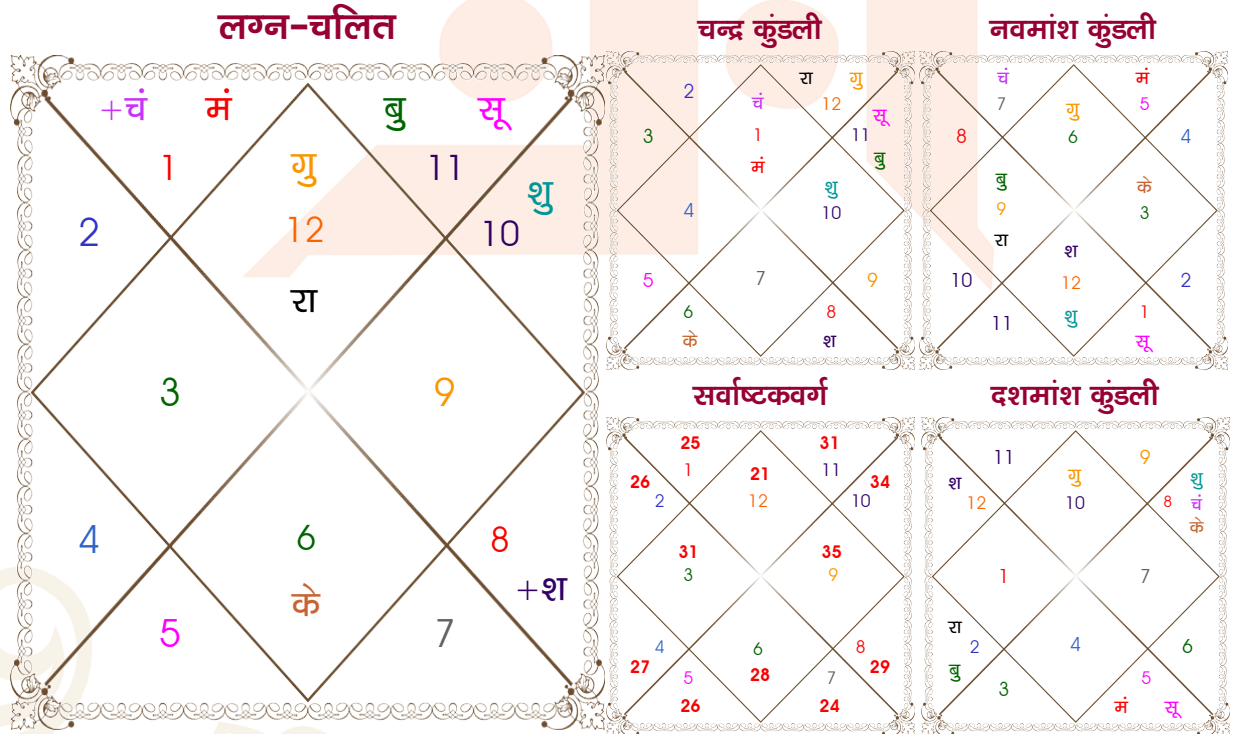 लग्न-चलित
+चं मं
बु सू
1
गु
11
शु
2
12
10
रा
3
9
4
6
8
के
+श
5
7
चन्द्र कुंडली
रा गु
2
चं
12
सू
3
1
11
मं
बु
शु
4
10
5
7
9
6
8
के
श
नवमांश कुंडली
चं
मं
7
गु
5
8
6
4
बु
के
9
3
रा
श
10
12
2
11
शु
1
सू
सर्वाष्टकवर्ग
25
31
1
21
11
26
34
2
12
10
31
35
3
9
4
6
8
27
5
28
7
29
26
24
दशमांश कुंडली
11
9
श
गु
शु
12
10
8 चं
के
1
7
रा
2
4
6
बु
3
5
मं सू